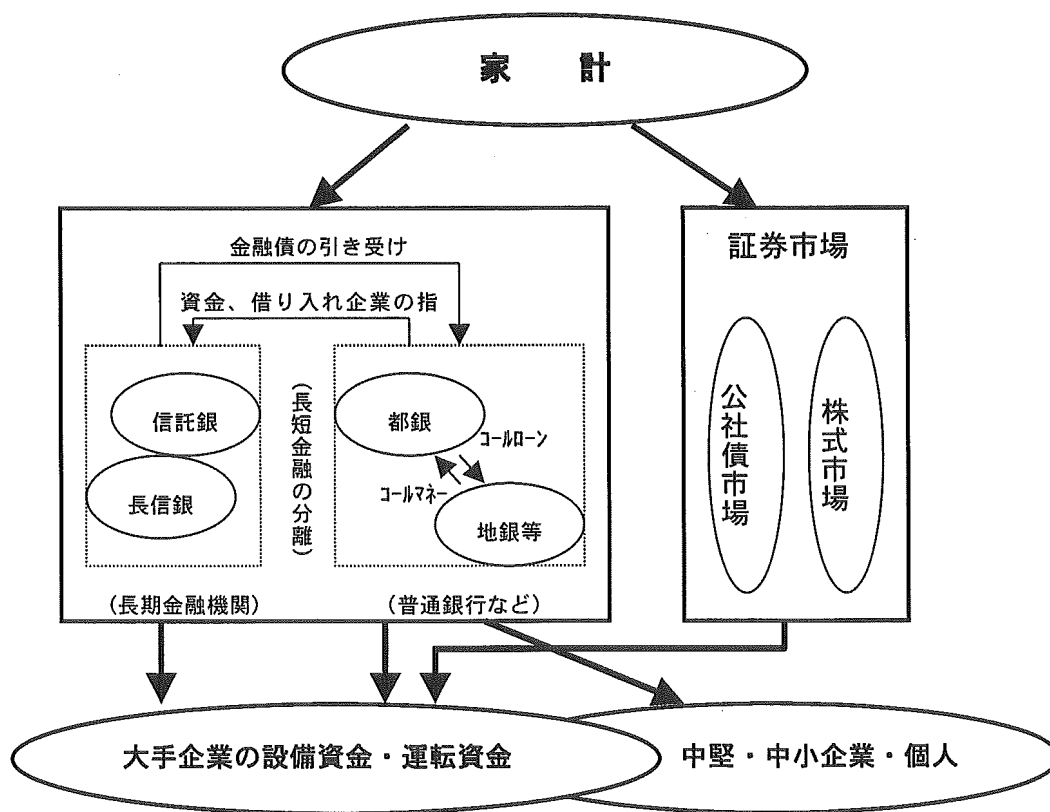 家　計
証券市場
金融債の引き受け
資金、借り入れ企業の指
信託銀
長信銀
（長短金融の分離）
都銀
コールローン
コールマネー
地銀等
公社債市場
株式市場
（長期金融機関）
（普通銀行など）
大手企業の設備資金・運転資金
中堅・中小企業・個人